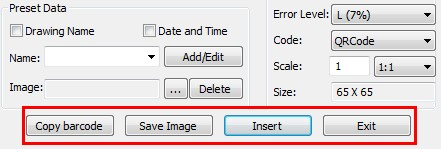 Preset Data
Drawing Name Date and Time
Name: Add/Edit
Image: ... Delete
Error Level: L (7%)
Code: QRCode
Scale: 1 1:1
Size: 65 X 65
Copy barcode Save Image Insert Exit